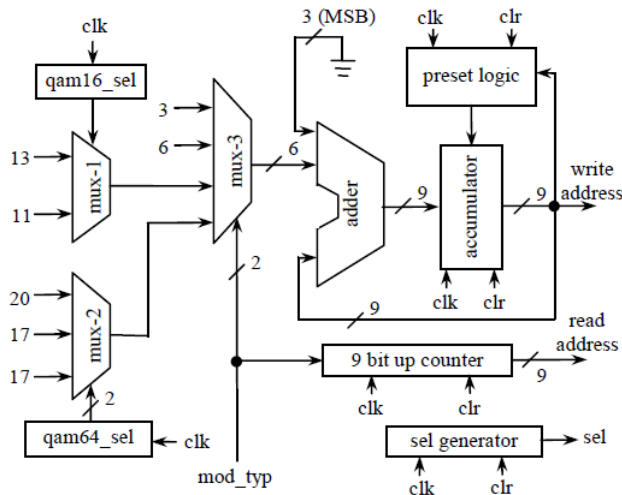 clk
3 (MSB)
clk
clr
qam16_sel
preset logic
3
13
6
mux-1
mux-3
6
adder
9
accumulator
9
write
address
11
2
clk
clr
20
mux-2
9
read
address
17
9 bit up counter
9
17
2
clk
clr
qam64_sel
clk
sel generator
sel
mod_typ
clk
clr